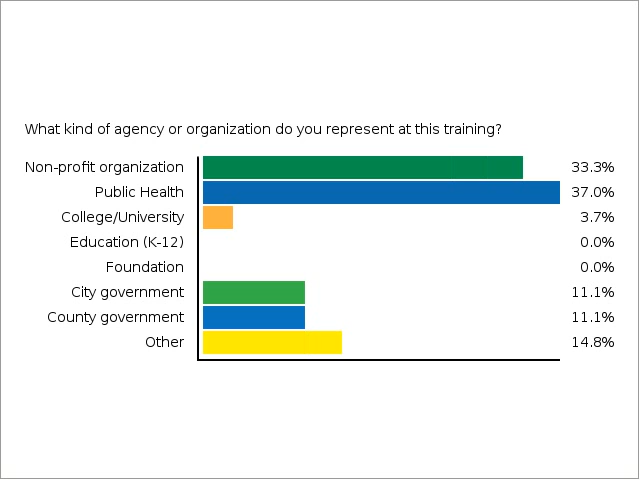 What kind of agency or organization do you represent at this training?
Non-profit organization 33.3%
Public Health 37.0%
College/University 3.7%
Education (K-12) 0.0%
Foundation 0.0%
City government 11.1%
County government 11.1%
Other 14.8%